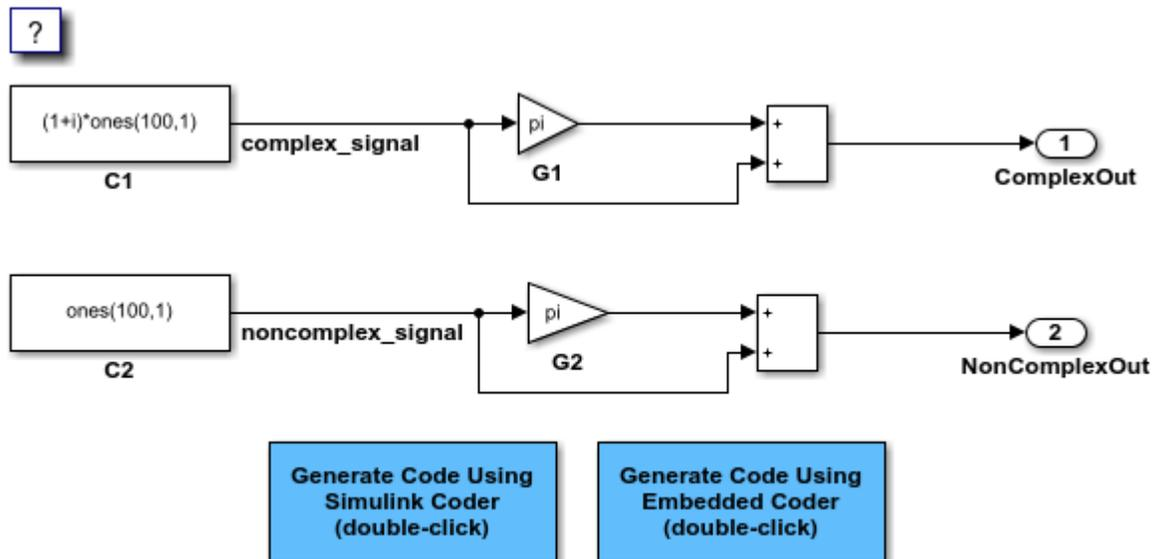 ?
(1+i)*ones(100,1)
complex_signal
C1
pi
G1
+
+
1
ComplexOut
ones(100,1)
noncomplex_signal
C2
pi
G2
+
+
2
NonComplexOut
Generate Code Using
Simulink Coder
(double-click)
Generate Code Using
Embedded Coder
(double-click)